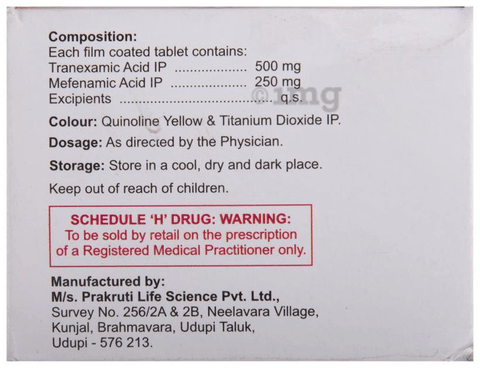 Composition:
Each film coated tablet contains:
Tranexamic Acid IP ................... 500 mg
Mefenamic Acid IP .................... 250 mg
Excipients ................................. q.s.
Colour: Quinoline Yellow & Titanium Dioxide IP.
Dosage: As directed by the Physician.
Storage: Store in a cool, dry and dark place.
Keep out of reach of children.
SCHEDULE ‘H’ DRUG: WARNING:
To be sold by retail on the prescription
of a Registered Medical Practitioner only.
Manufactured by:
M/s. Prakruti Life Science Pvt. Ltd.,
Survey No. 256/2A & 2B, Neelavara Village,
Kunjal, Brahmavara, Udupi Taluk,
Udupi - 576 213.